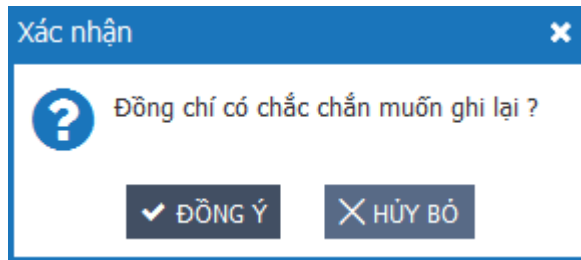 Xác nhận
Đồng chí có chắc chắn muốn ghi lại ?
ĐỒNG Ý
HỦY BỎ